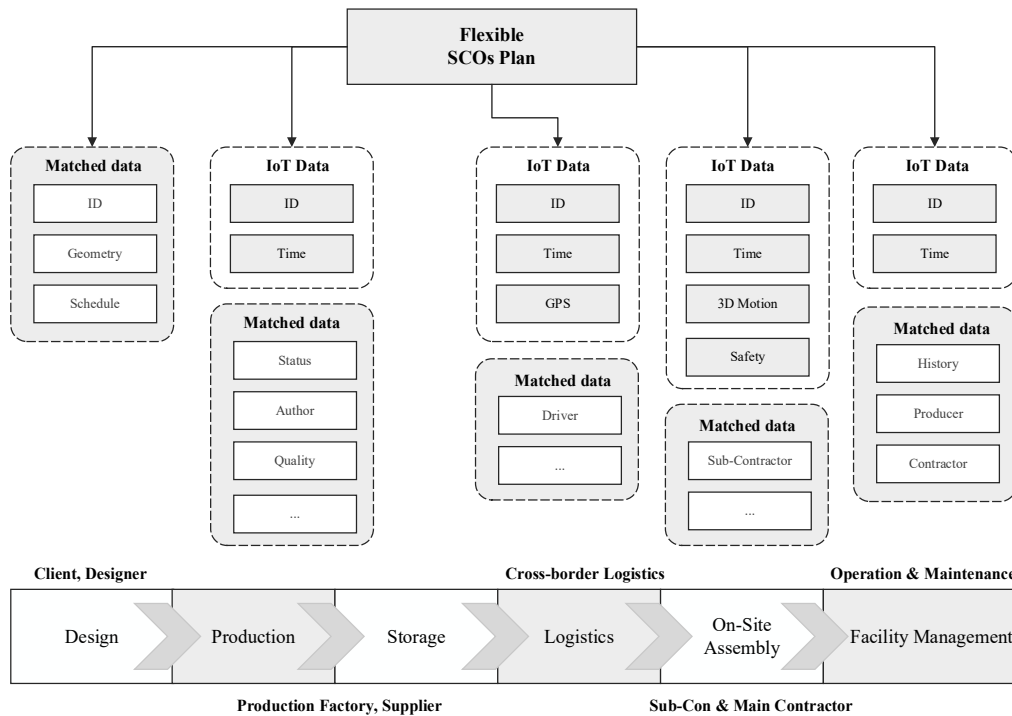 Flexible
SCOs Plan
Matched data
ID
Geometry
Schedule
IoT Data
ID
Time
Matched data
Status
Author
Quality
...
IoT Data
ID
Time
GPS
Matched data
Driver
...
IoT Data
ID
Time
3D Motion
Safety
Matched data
Sub-Contractor
...
IoT Data
ID
Time
Matched data
History
Producer
Contractor
Client, Designer
Cross-border Logistics
Operation & Maintenance
Design
Production
Storage
Logistics
On-Site
Assembly
Facility Management
Production Factory, Supplier
Sub-Con & Main Contractor